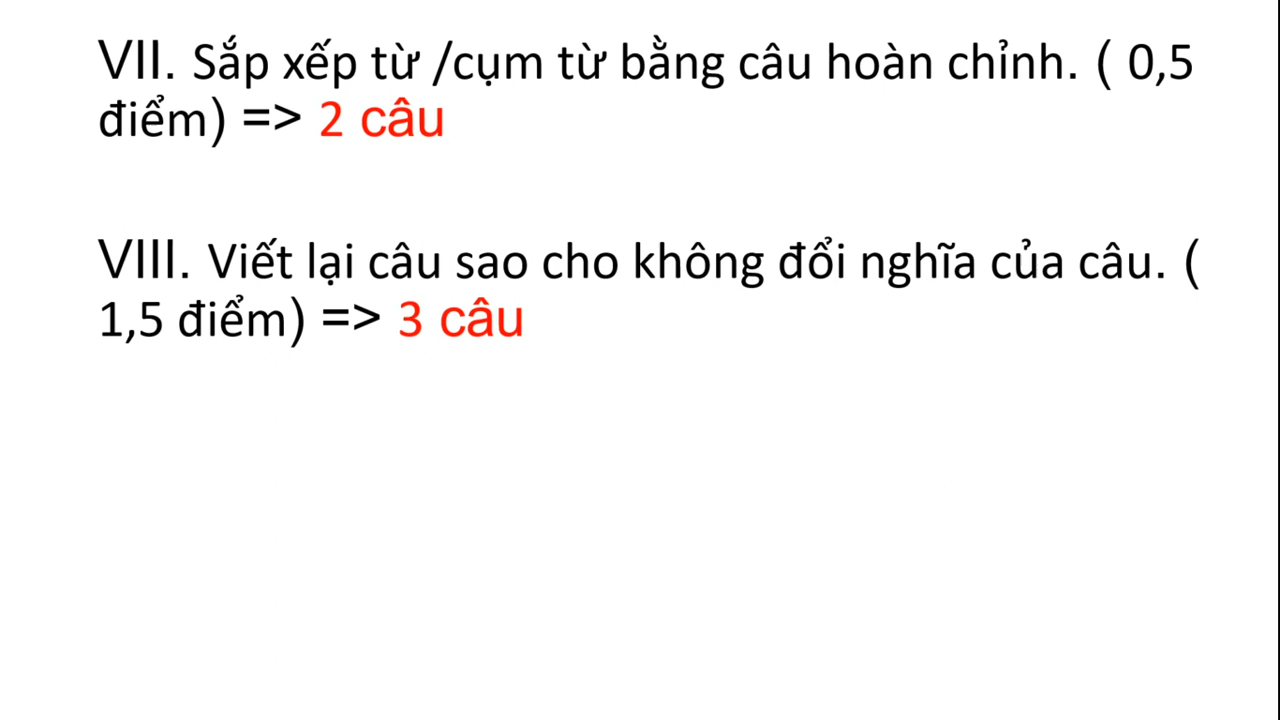 VII. Sắp xếp từ /cụm từ bằng câu hoàn chỉnh. ( 0,5
điểm) => 2 câu
VIII. Viết lại câu sao cho không đổi nghĩa của câu. (
1,5 điểm) => 3 câu